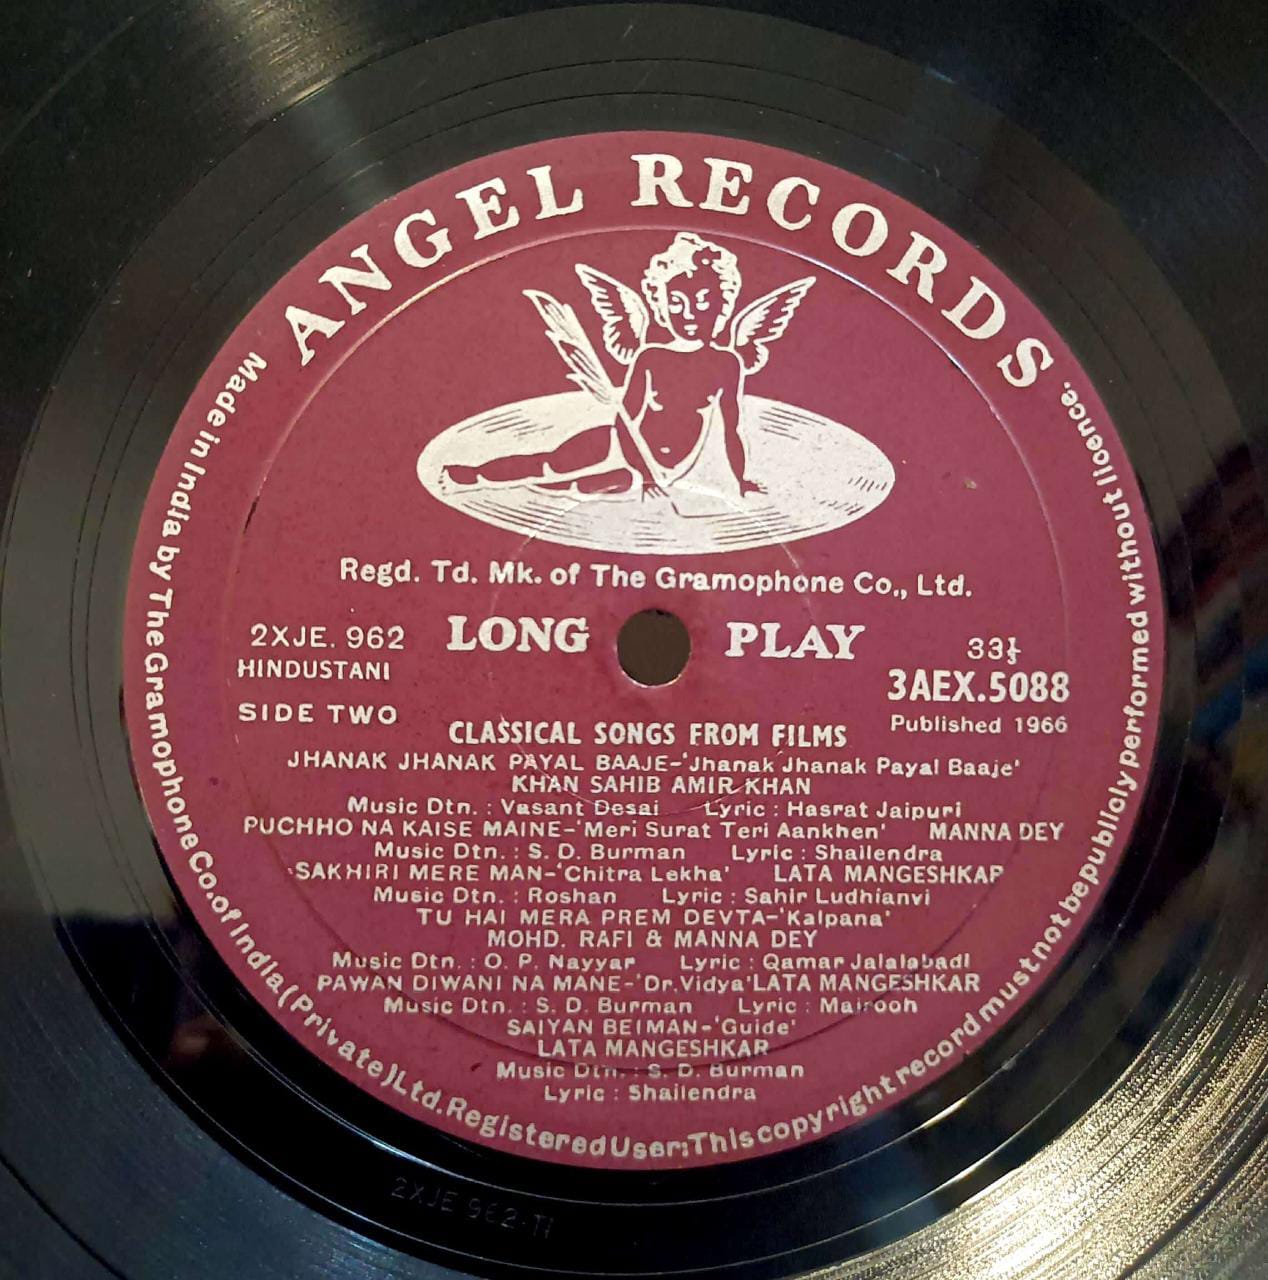 ANGEL RECORDS
Regd. Td. Mk. of The Gramophone Co., Ltd.
2XJE. 962 LONG PLAY 33⅓
HINDUSTANI 3AEX.5088
SIDE TWO Published 1966
CLASSICAL SONGS FROM FILMS
JHANAK JHANAK PAYAL BAAJE-'Jhanak Jhanak Payal Baaje'
KHAN SAHIB AMIR KHAN
Music Dtn. : Vasant Desai Lyric : Hasrat Jaipuri
PUCHHO NA KAISE MAINE-'Meri Surat Teri Aankhen' MANNA DEY
Music Dtn. : S. D. Burman Lyric : Shailendra
SAKHIRI MERE MAN-'Chitra Lekha' LATA MANGESHKAR
Music Dtn. : Roshan Lyric : Sahir Ludhianvi
TU HAI MERA PREM DEVTA-'Kalpana'
MOHD. RAFI & MANNA DEY
Music Dtn. : O. P. Nayyar Lyric : Qamar Jalalabadi
PAWAN DIWANI NA MANE-'Dr.Vidya' LATA MANGESHKAR
Music Dtn. : S. D. Burman Lyric : Majrooh
SAIYAN BEIMAN-'Guide'
LATA MANGESHKAR
Music Dtn. : S. D. Burman
Lyric : Shailendra
Made in India by The Gramophone Co. of India (Private) Ltd. Registered User; This copyright record must not be publicly performed without licence.
2XJE 962-T1